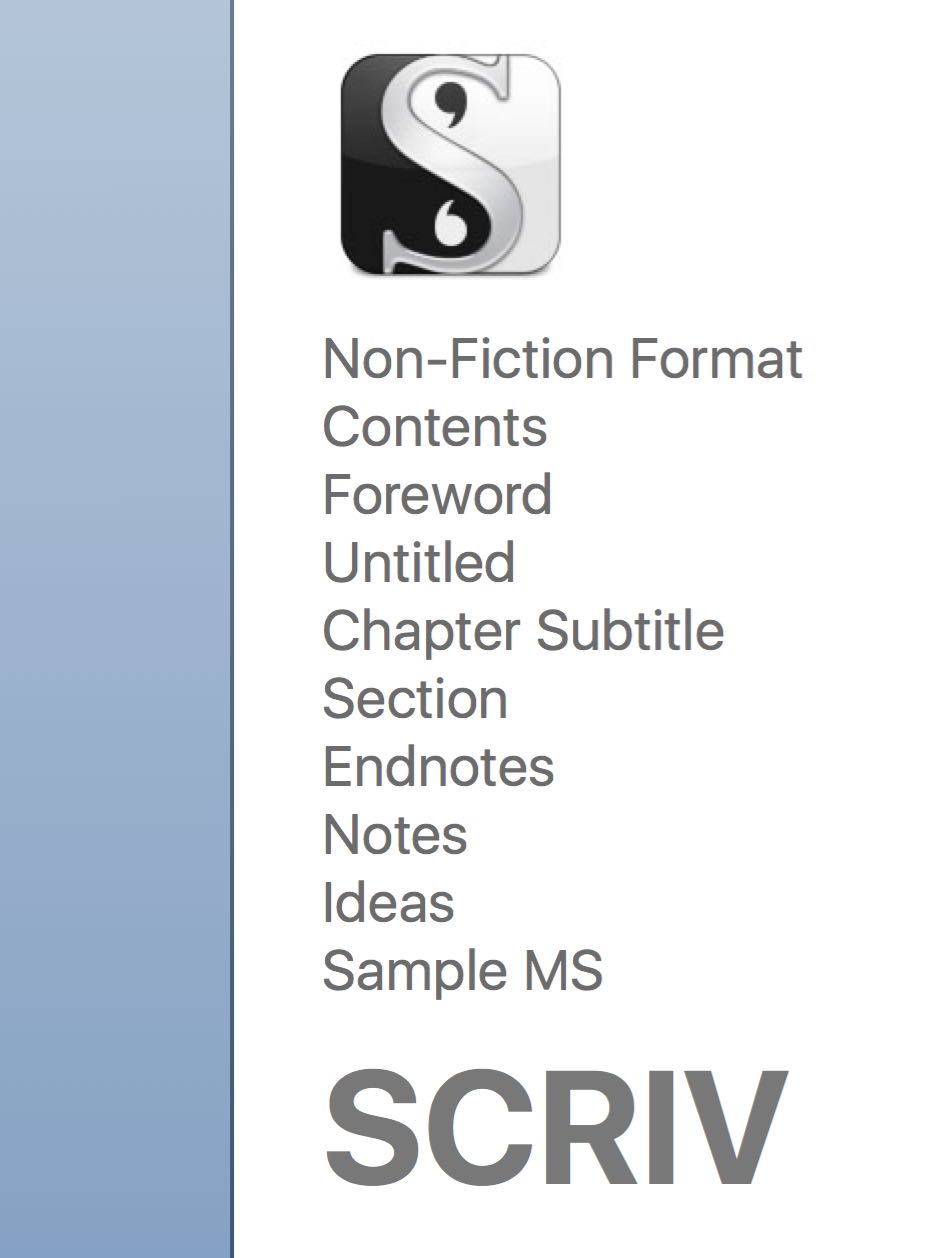 Non-Fiction Format
Contents
Foreword
Untitled
Chapter Subtitle
Section
Endnotes
Notes
Ideas
Sample MS
SCRIV